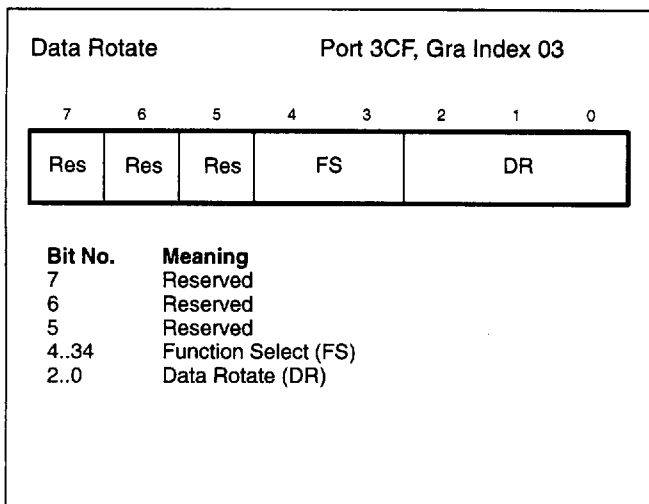 Data Rotate Port 3CF, Gra Index 03
7 6 5 4 3 2 1 0
Res Res Res FS DR
Bit No. Meaning
7 Reserved
6 Reserved
5 Reserved
4..34 Function Select (FS)
2..0 Data Rotate (DR)